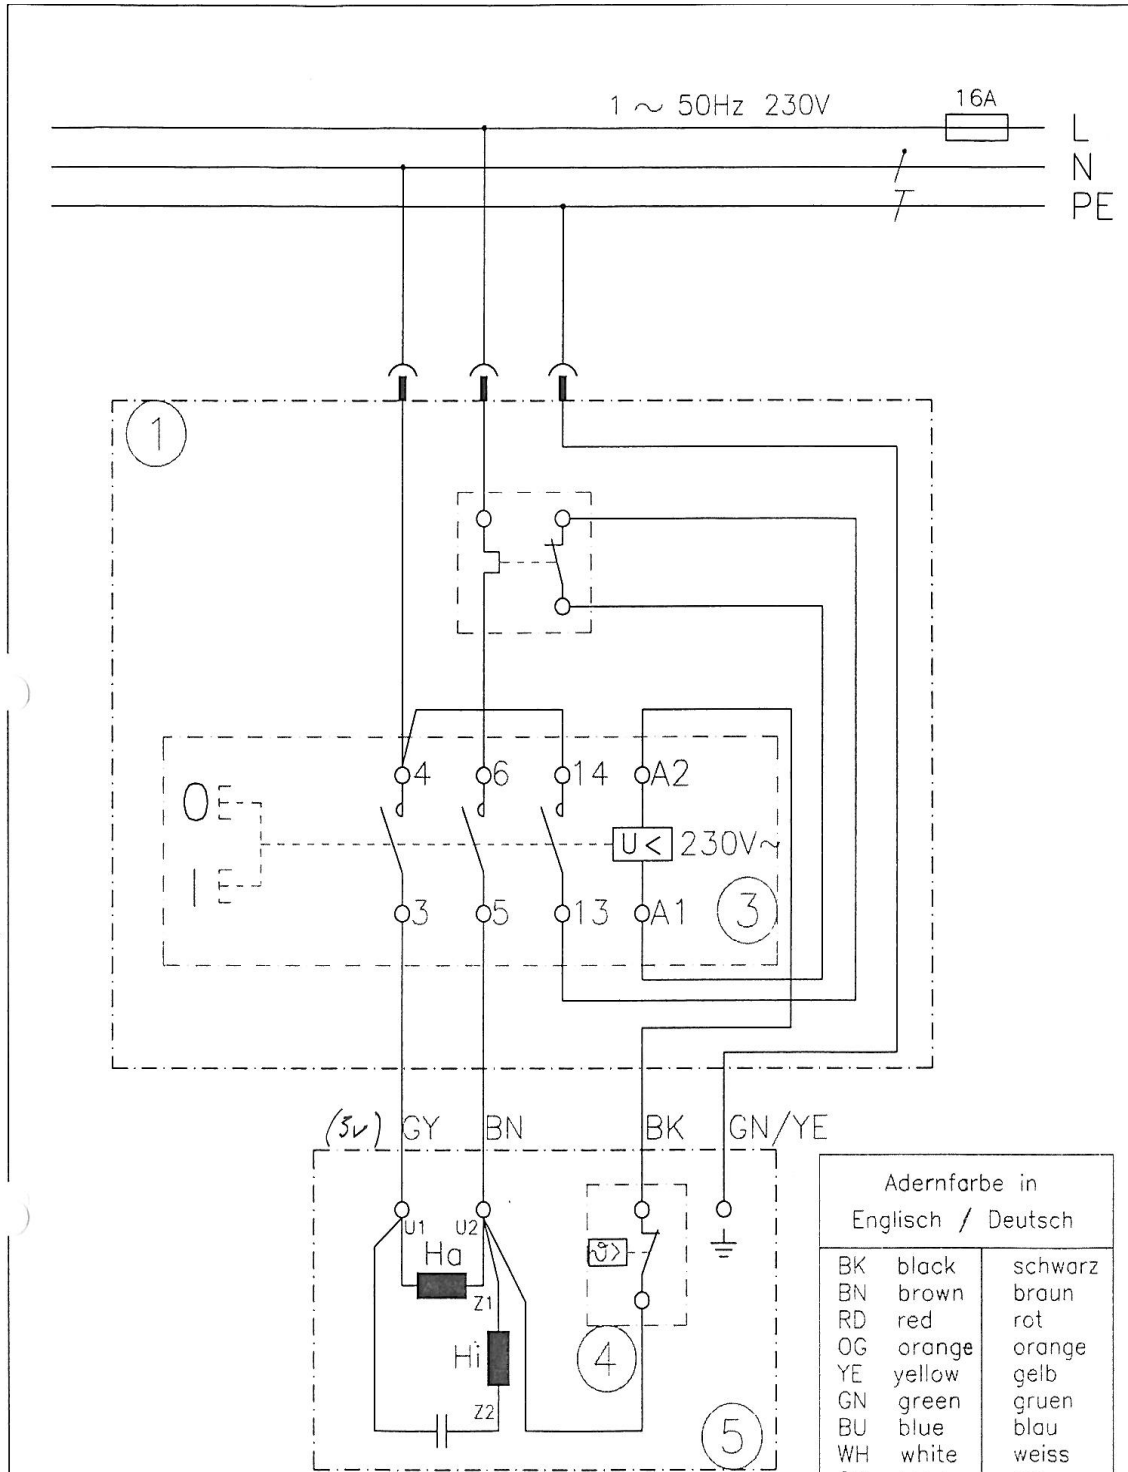 1 ~ 50Hz 230V
16A
L
N
PE
1
4
6
14
A2
O
I
U<
230V~
3
5
13
A1
3
(3v)
GY
BN
BK
GN/YE
U1
U2
Ha
Z1
Hi
Z2
ϑ>
4
5
Adernfarbe in
Englisch / Deutsch
BK black schwarz
BN brown braun
RD red rot
OG orange orange
YE yellow gelb
GN green gruen
BU blue blau
WH white weiss